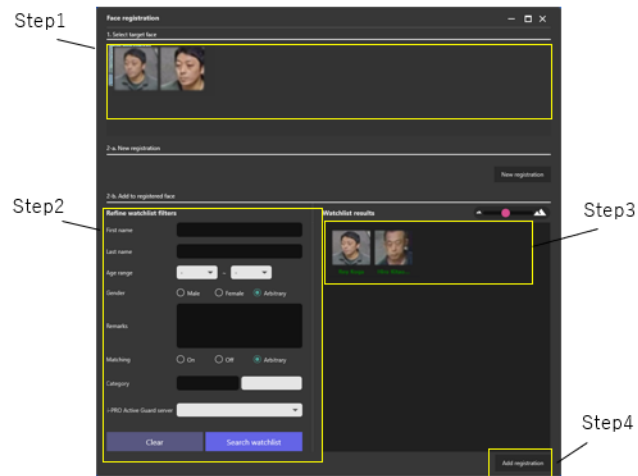 Step1
Face registration
1. Select target face
2-a. New registration
New registration
2-b. Add to registered face
Step2
Refine watchlist filters
Watchlist results
Step3
First name
Last name
Age range
- - -
Gender Male Female Arbitrary
Remarks
Matching On Off Arbitrary
Category
i-PRO Active Guard server
Clear Search watchlist
Step4
Add registration